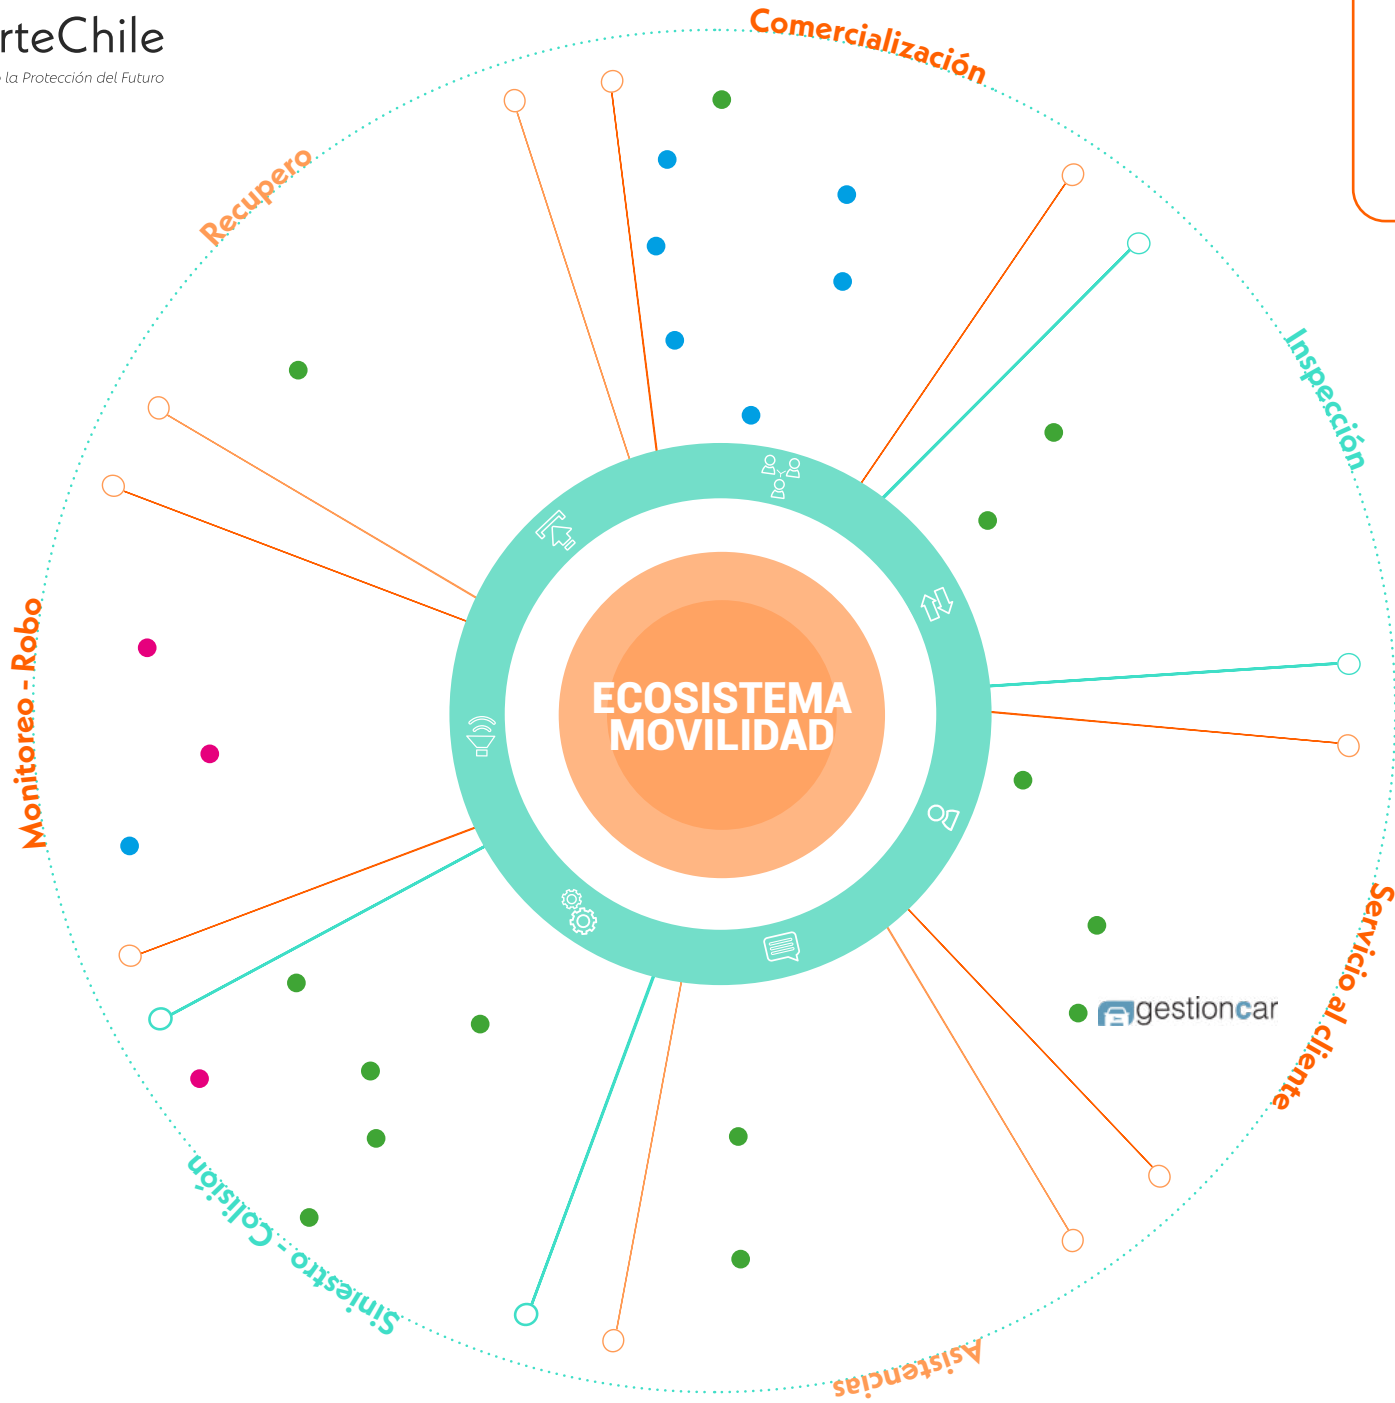 rteChile
la Protección del Futuro
Comercialización
Recupero
Inspección
Monitoreo - Robo
ECOSISTEMA
MOVILIDAD
Servicio al cliente
gestioncar
Siniestro - Colisión
Asistencias